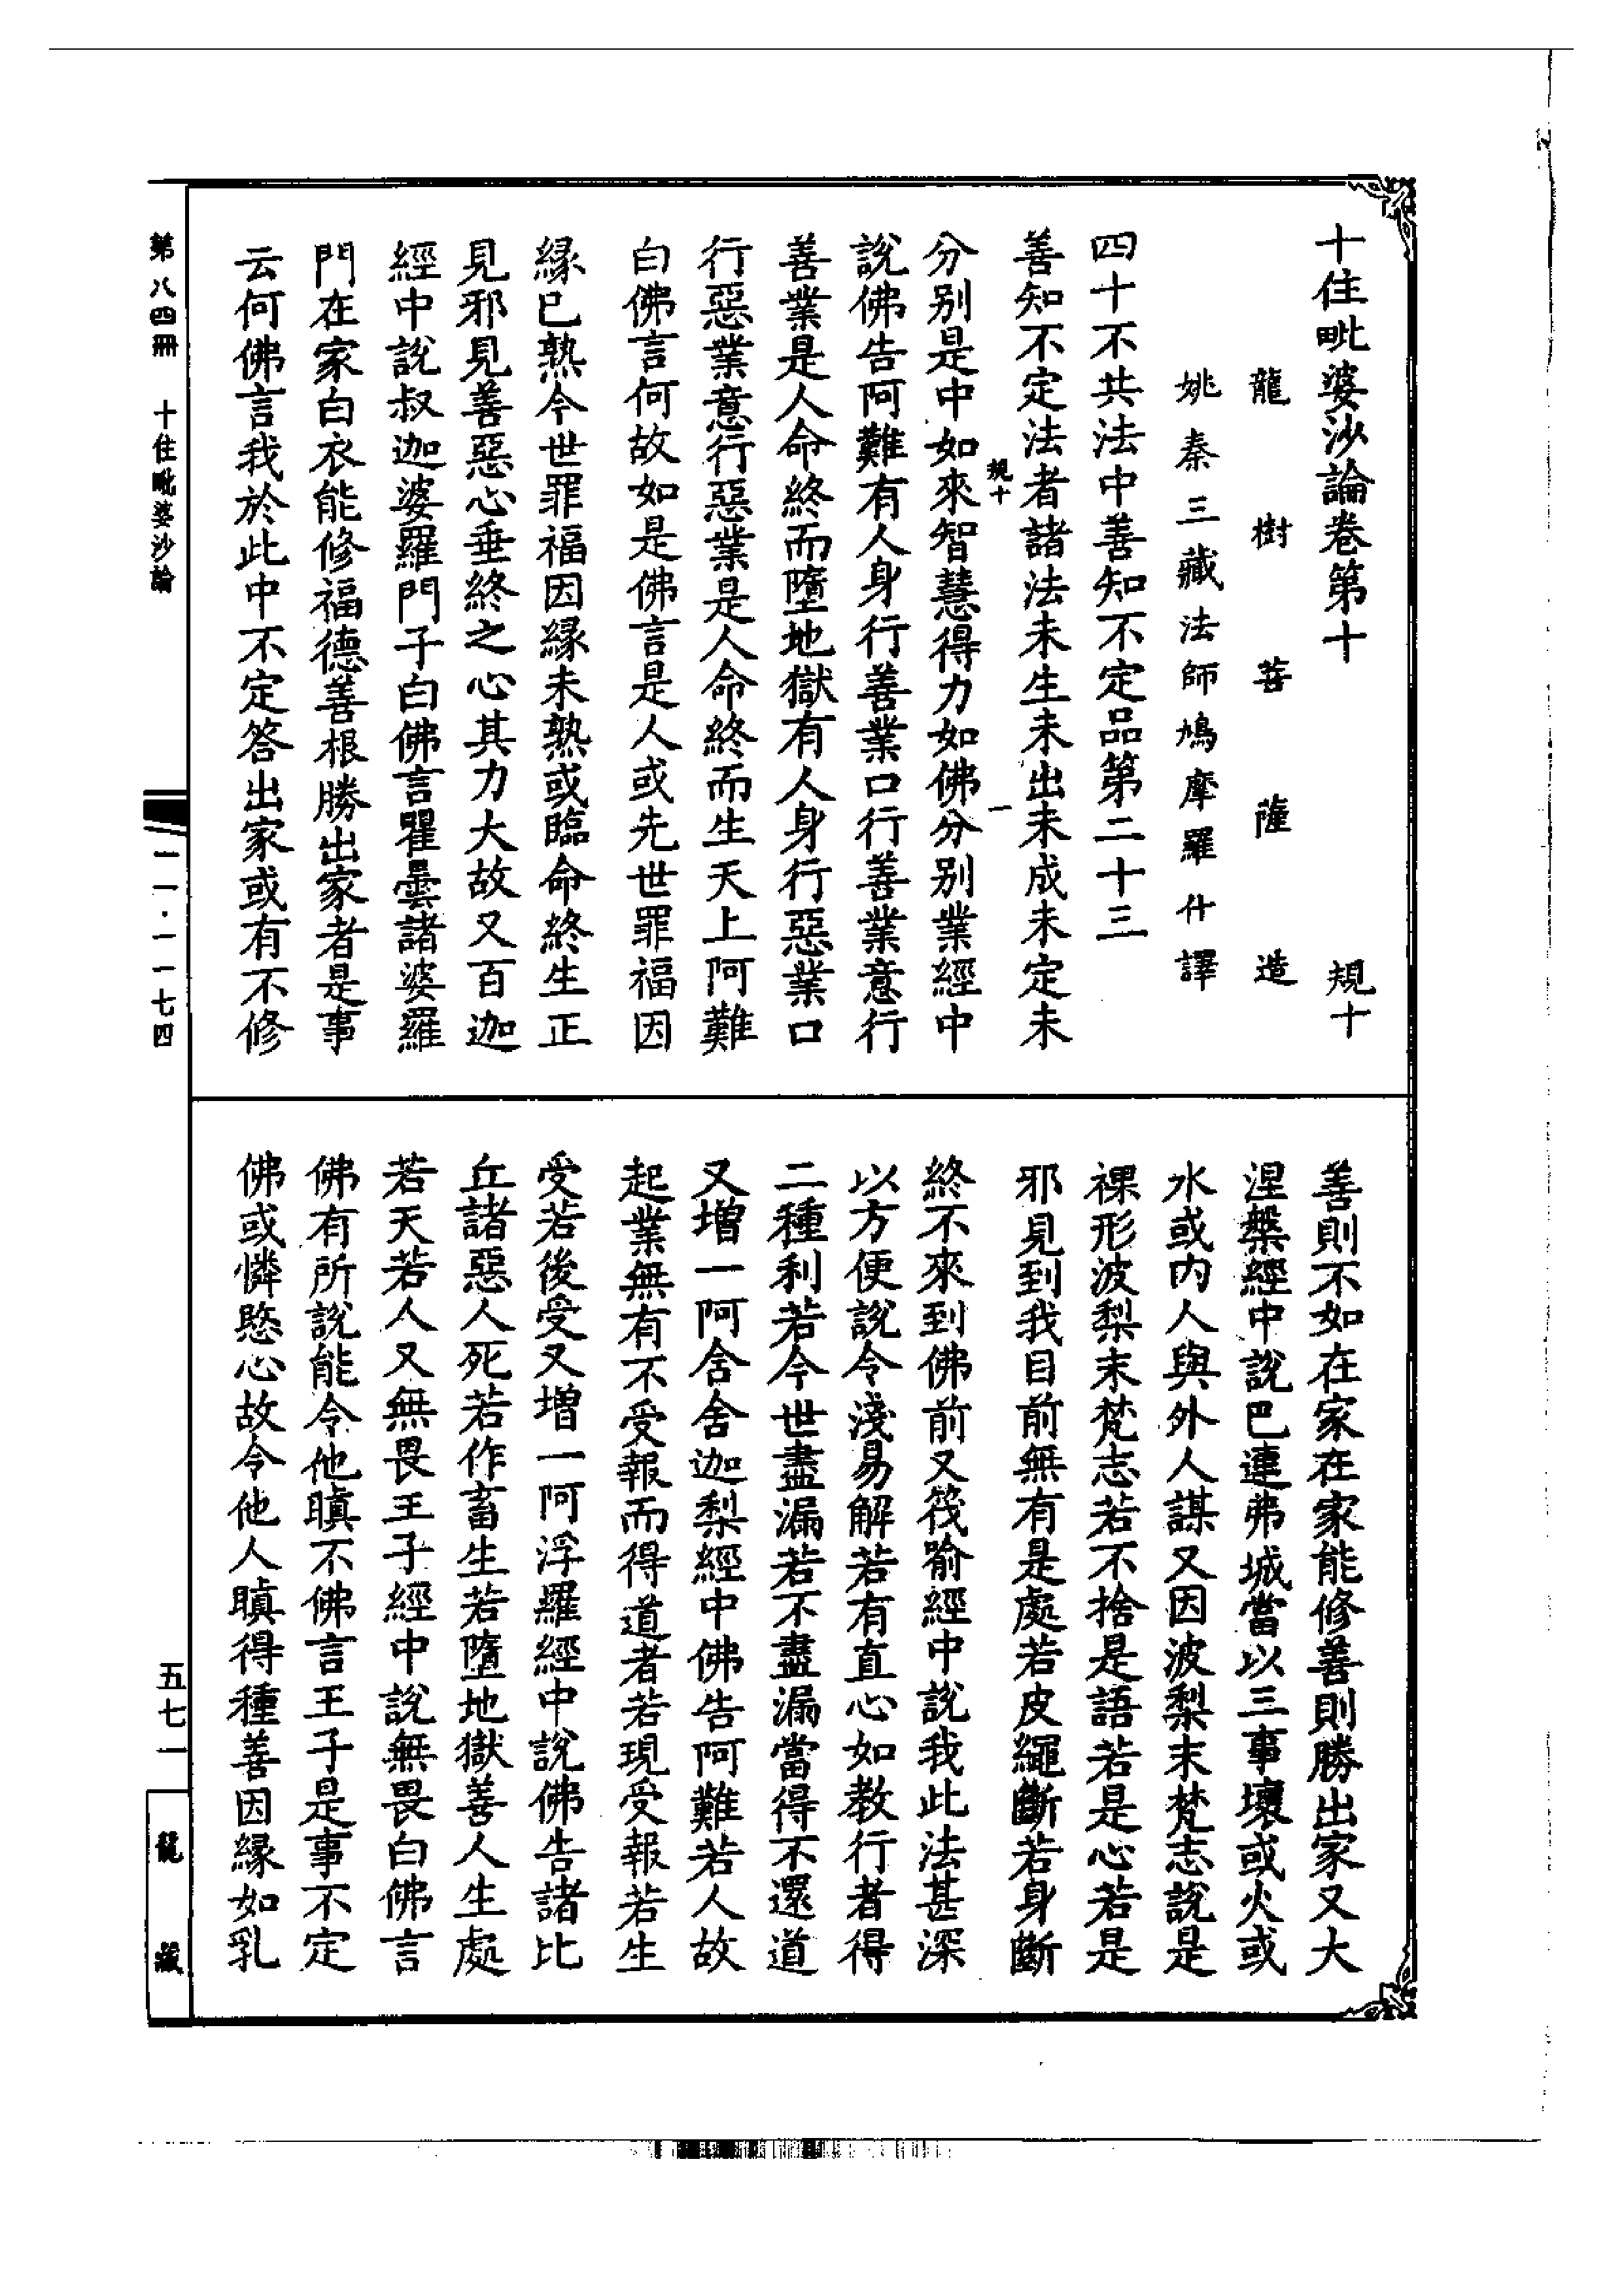 十住毗婆沙論卷第十　規十
龍樹菩薩造
姚秦三藏法師鳩摩羅什譯
四十不共法中善知不定品第二十三
善知不定法者諸法未生未出未成未定未
規十　一
分别是中如來智慧得力如佛分别業經中
說佛告阿難有人身行善業口行善業意行
善業是人命終而墮地獄有人身行惡業口
行惡業意行惡業是人命終而生天上阿難
白佛言何故如是佛言是人或先世罪福因
緣已熟今世罪福因緣未熟或臨命終生正
見邪見善惡心垂終之心其力大故又百迦
經中說叔迦婆羅門子白佛言瞿曇諸婆羅
門在家白衣能修福德善根勝出家者是事
云何佛言我於此中不定答出家或有不修
善則不如在家在家能修善則勝出家又大
涅槃經中說巴連弗城當以三事壞或火或
水或内人與外人謀又因波梨末梵志說是
裸形波梨末梵志若不捨是語若是心若是
邪見到我目前無有是處若皮繩斷若身斷
終不來到佛前又筏喻經中說我此法甚深
以方便說令淺易解若有直心如教行者得
二種利若今世盡漏若不盡漏當得不還道
又增一阿舍舍迦梨經中佛告阿難若人故
起業無有不受報而得道者若現受報若生
受若後受又增一阿浮羅經中說佛告諸比
丘諸惡人死若作畜生若墮地獄善人生處
若天若人又無畏王子經中說無畏白佛言
佛有所說能令他瞋不佛言王子是事不定
佛或憐愍心故令他人瞋得種善因緣如乳
第八四冊　十住毗婆沙論
一一·一一七四
五七一
龍藏